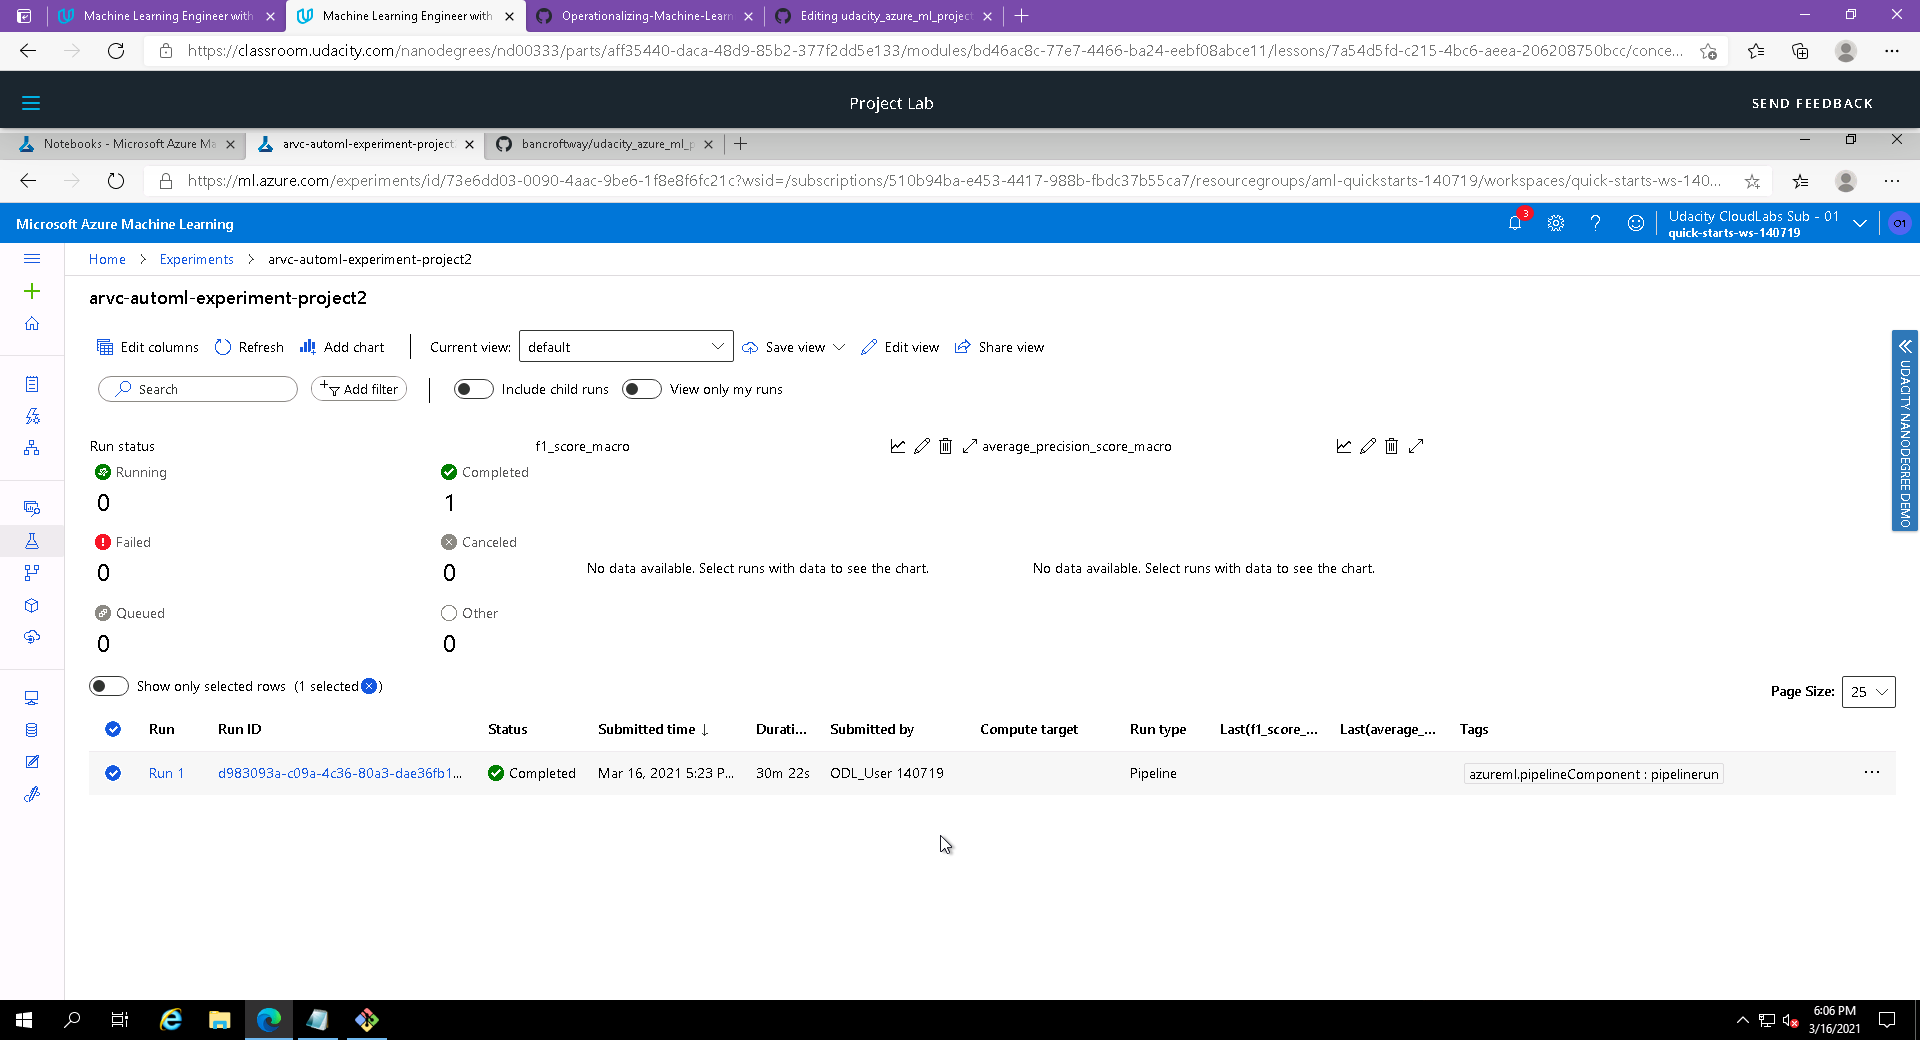 Machine Learning Engineer with
Machine Learning Engineer with
Operationalizing-Machine-Learn
Editing udacity_azure_ml_project
https://classroom.udacity.com/nanodegrees/nd00333/parts/aff35440-daca-48d9-85b2-377f2dd5e133/modules/bd46ac8c-77e7-4466-ba24-eebf08abce11/lessons/7a54d5fd-c215-4bc6-aeea-206208750bcc/conce...
Project Lab
SEND FEEDBACK
Notebooks - Microsoft Azure Ma
arvc-automl-experiment-project
bancroftway/udacity_azure_ml_p
https://ml.azure.com/experiments/id/73e6dd03-0090-4aac-9be6-1f8e8f6fc21c?wsid=/subscriptions/510b94ba-e453-4417-988b-fbdc37b55ca7/resourcegroups/aml-quickstarts-140719/workspaces/quick-starts-ws-140...
Microsoft Azure Machine Learning
3
Udacity CloudLabs Sub - 01
quick-starts-ws-140719
O1
Home > Experiments > arvc-automl-experiment-project2
arvc-automl-experiment-project2
Edit columns Refresh Add chart Current view: default Save view Edit view Share view
Search Add filter Include child runs View only my runs
UDACITY NANODEGREE DEMO
Run status f1_score_macro average_precision_score_macro
Running Completed
0 1
Failed Canceled
0 0
No data available. Select runs with data to see the chart. No data available. Select runs with data to see the chart.
Queued Other
0 0
Show only selected rows (1 selected )
Page Size: 25
Run Run ID Status Submitted time ↓ Durati... Submitted by Compute target Run type Last(f1_score_... Last(average_... Tags
Run 1 d983093a-c09a-4c36-80a3-dae36fb1... Completed Mar 16, 2021 5:23 P... 30m 22s ODL_User 140719 Pipeline azureml.pipelineComponent : pipelinerun ...
6:06 PM
3/16/2021